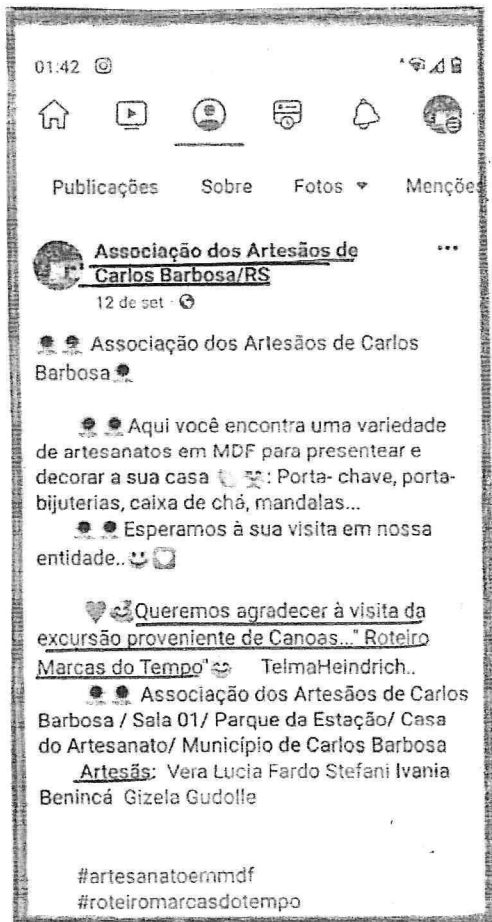 01:42
Publicações Sobre Fotos Menções
Associação dos Artesãos de
Carlos Barbosa/RS
12 de set
Associação dos Artesãos de Carlos
Barbosa
Aqui você encontra uma variedade
de artesanatos em MDF para presentear e
decorar a sua casa : Porta- chave, porta-
bijuterias, caixa de chá, mandalas...
Esperamos à sua visita em nossa
entidade..
Queremos agradecer à visita da
excursão proveniente de Canoas..." Roteiro
Marcas do Tempo" TelmaHeindrich..
Associação dos Artesãos de Carlos
Barbosa / Sala 01/ Parque da Estação/ Casa
do Artesanato/ Município de Carlos Barbosa
Artesãs: Vera Lucia Fardo Stefani Ivania
Benincá Gizela Gudolle
#artesanatoemmdf
#roteiromarcasdotempo